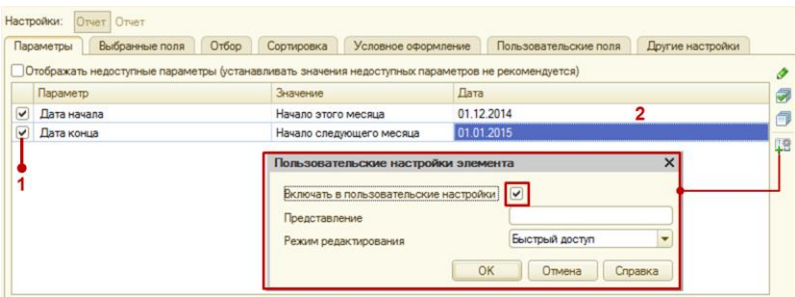 Настройки: Отчет Отчет
Параметры Выбранные поля Отбор Сортировка Условное оформление Пользовательские поля Другие настройки
Отображать недоступные параметры (устанавливать значения недоступных параметров не рекомендуется)
Параметр Значение Дата
Дата начала Начало этого месяца 01.12.2014 2
Дата конца Начало следующего месяца 01.01.2015
1
Пользовательские настройки элемента X
Включать в пользовательские настройки
Представление
Режим редактирования Быстрый доступ
OK Отмена Справка